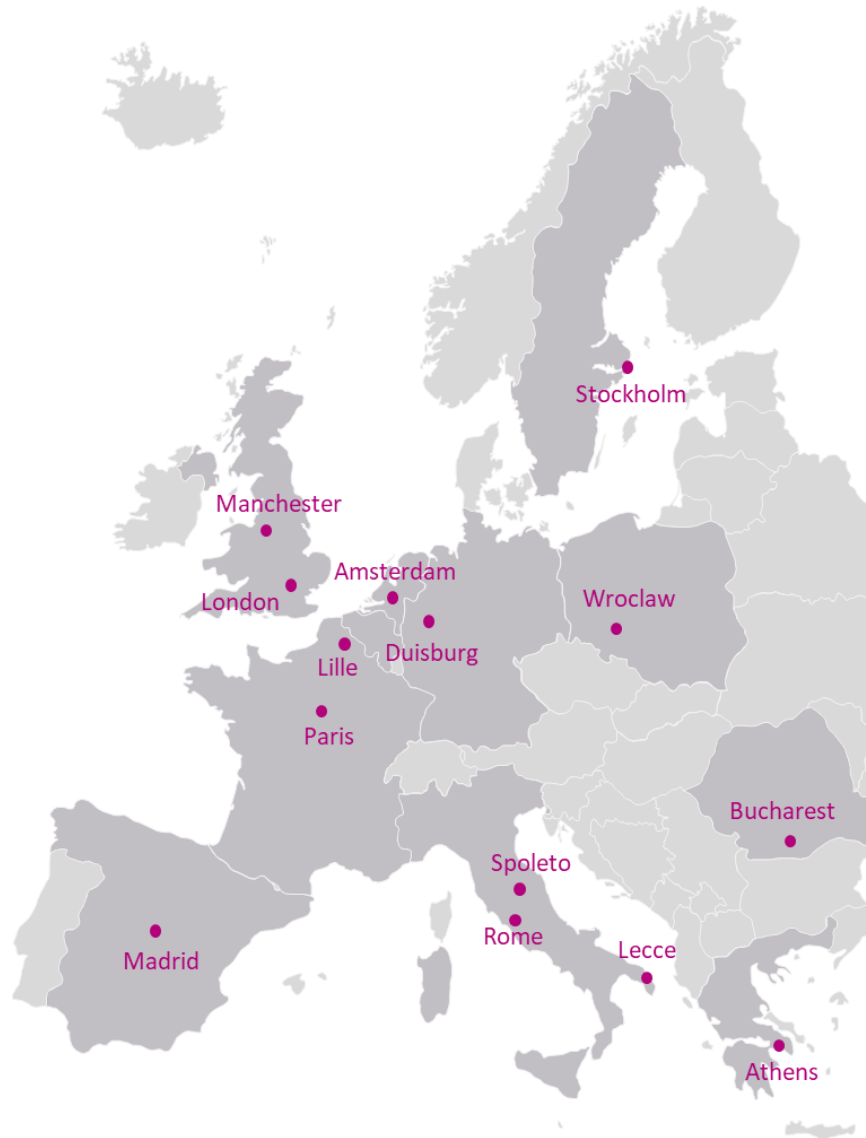 Stockholm
Manchester
Amsterdam
London
Wroclaw
Lille
Duisburg
Paris
Bucharest
Spoleto
Rome
Lecce
Madrid
Athens